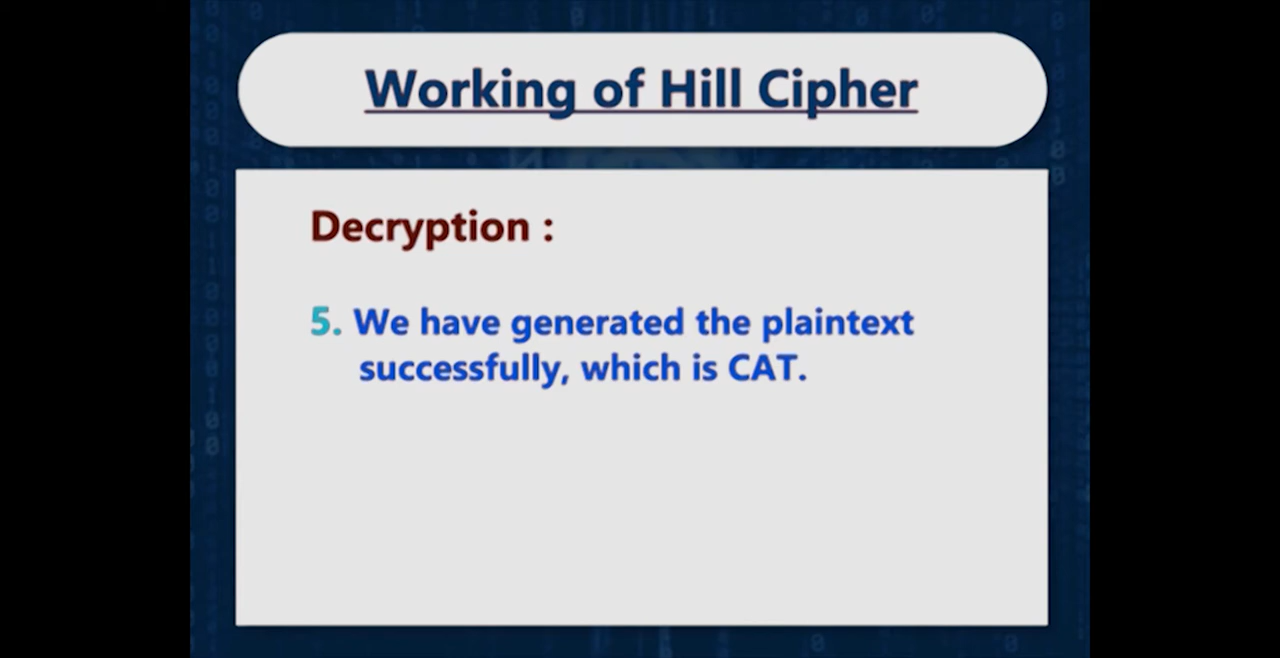 Working of Hill Cipher
Decryption :
5. We have generated the plaintext
successfully, which is CAT.